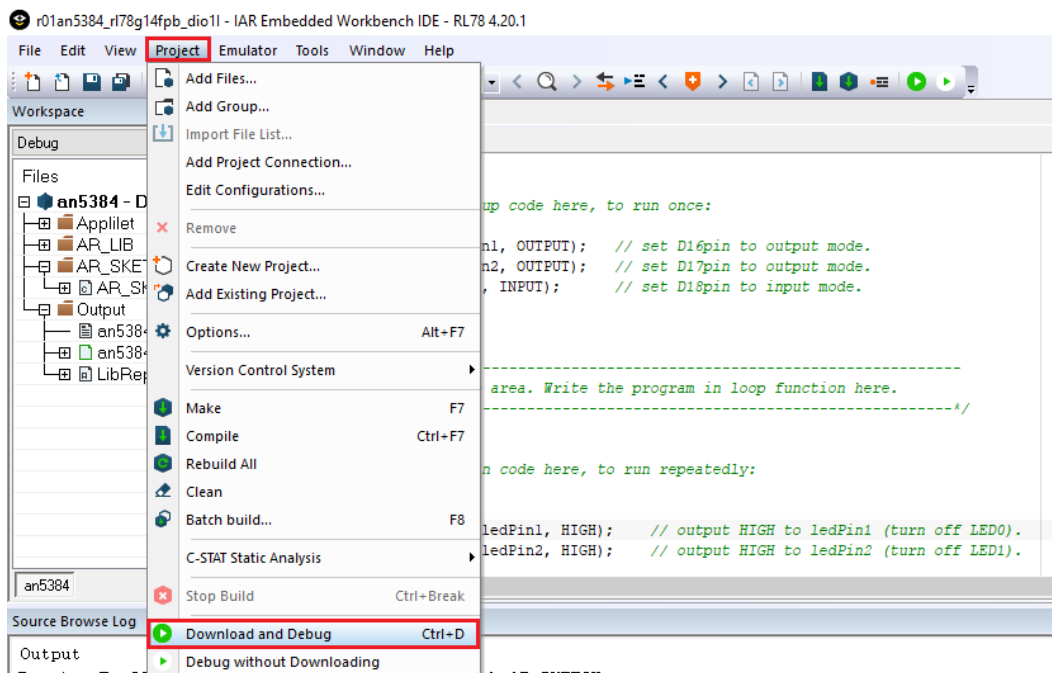 r01an5384_rl78g14fpb_dio1l - IAR Embedded Workbench IDE - RL78 4.20.1
File Edit View Project Emulator Tools Window Help
Workspace
Debug
Files
an5384 - D
Applilet
AR_LIB
AR_SKE
AR_Sk
Output
an538
an538
LibRep
an5384
Add Files...
Add Group...
Import File List...
Add Project Connection...
Edit Configurations...
Remove
Create New Project...
Add Existing Project...
Options... Alt+F7
Version Control System
Make F7
Compile Ctrl+F7
Rebuild All
Clean
Batch build... F8
C-STAT Static Analysis
Stop Build Ctrl+Break
Download and Debug Ctrl+D
Debug without Downloading
up code here, to run once:
n1, OUTPUT); // set D16pin to output mode.
n2, OUTPUT); // set D17pin to output mode.
, INPUT); // set D18pin to input mode.
area. Write the program in loop function here.
----------------------------------------------------*/
n code here, to run repeatedly:
ledPin1, HIGH); // output HIGH to ledPin1 (turn off LED0).
ledPin2, HIGH); // output HIGH to ledPin2 (turn off LED1).
Source Browse Log
Output